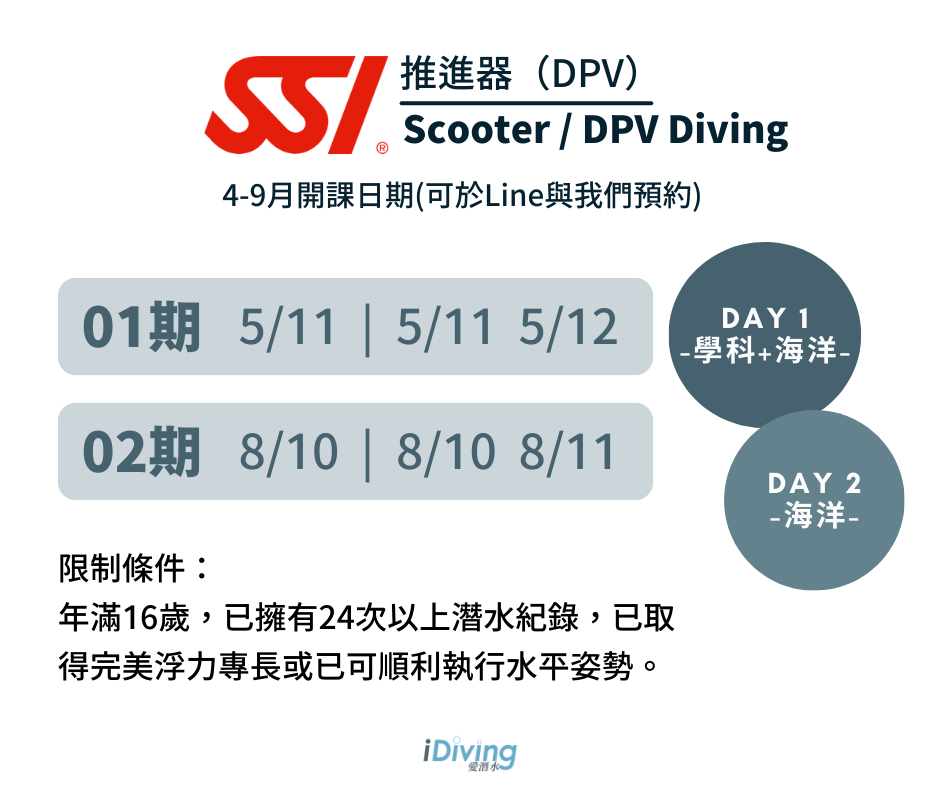 SSI®
推進器（DPV）
Scooter / DPV Diving
4-9月開課日期(可於Line與我們預約)
01期 5/11 | 5/11 5/12
02期 8/10 | 8/10 8/11
DAY 1
-學科+海洋-
DAY 2
-海洋-
限制條件：
年滿16歲，已擁有24次以上潛水紀錄，已取
得完美浮力專長或已可順利執行水平姿勢。
iDiving
愛潛水